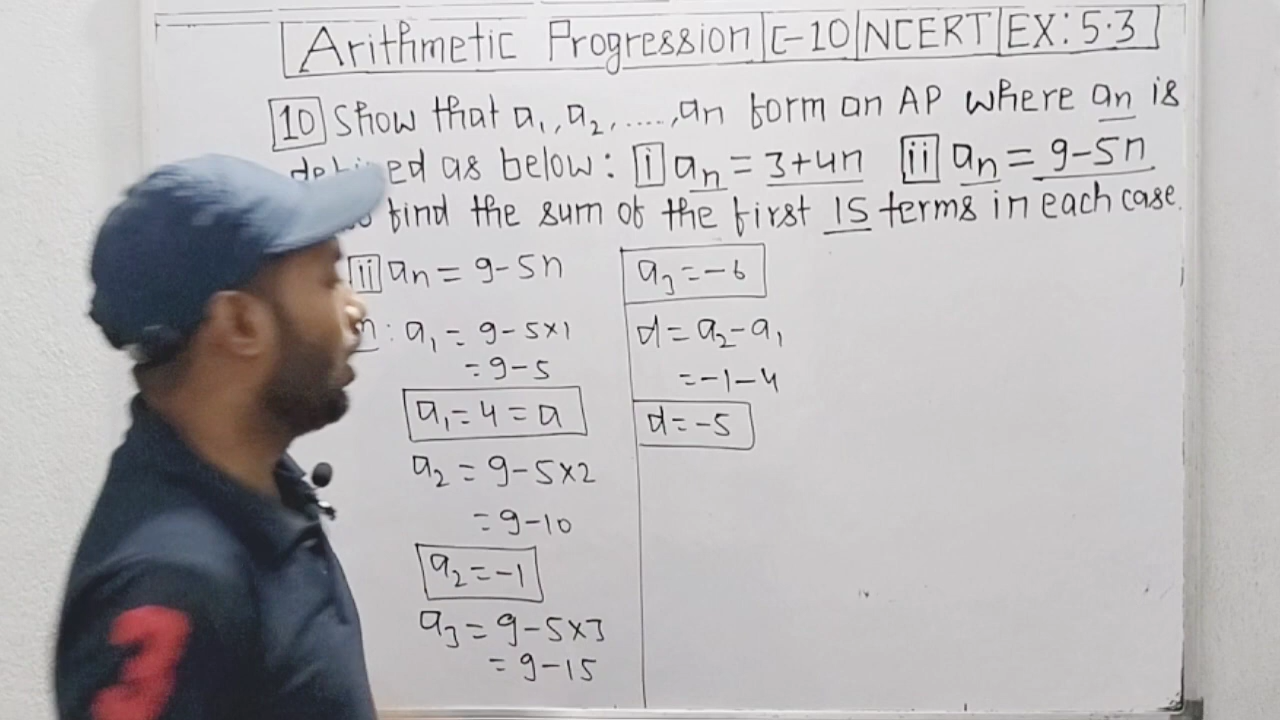 Arithmetic Progression C-10 NCERT EX: 5.3
10 Show that a₁, a₂, ....., an form an AP where an is
as below: i an = 3+4n ii an = 9-5n
find the sum of the first 15 terms in each case.
ii an = 9-5n
: a₁ = 9-5×1
= 9-5
a₁ = 4 = a
a₂ = 9-5×2
= 9-10
a₂ = -1
a₃ = 9-5×3
= 9-15
a₃ = -6
d = a₂-a₁
= -1-4
d = -5
3